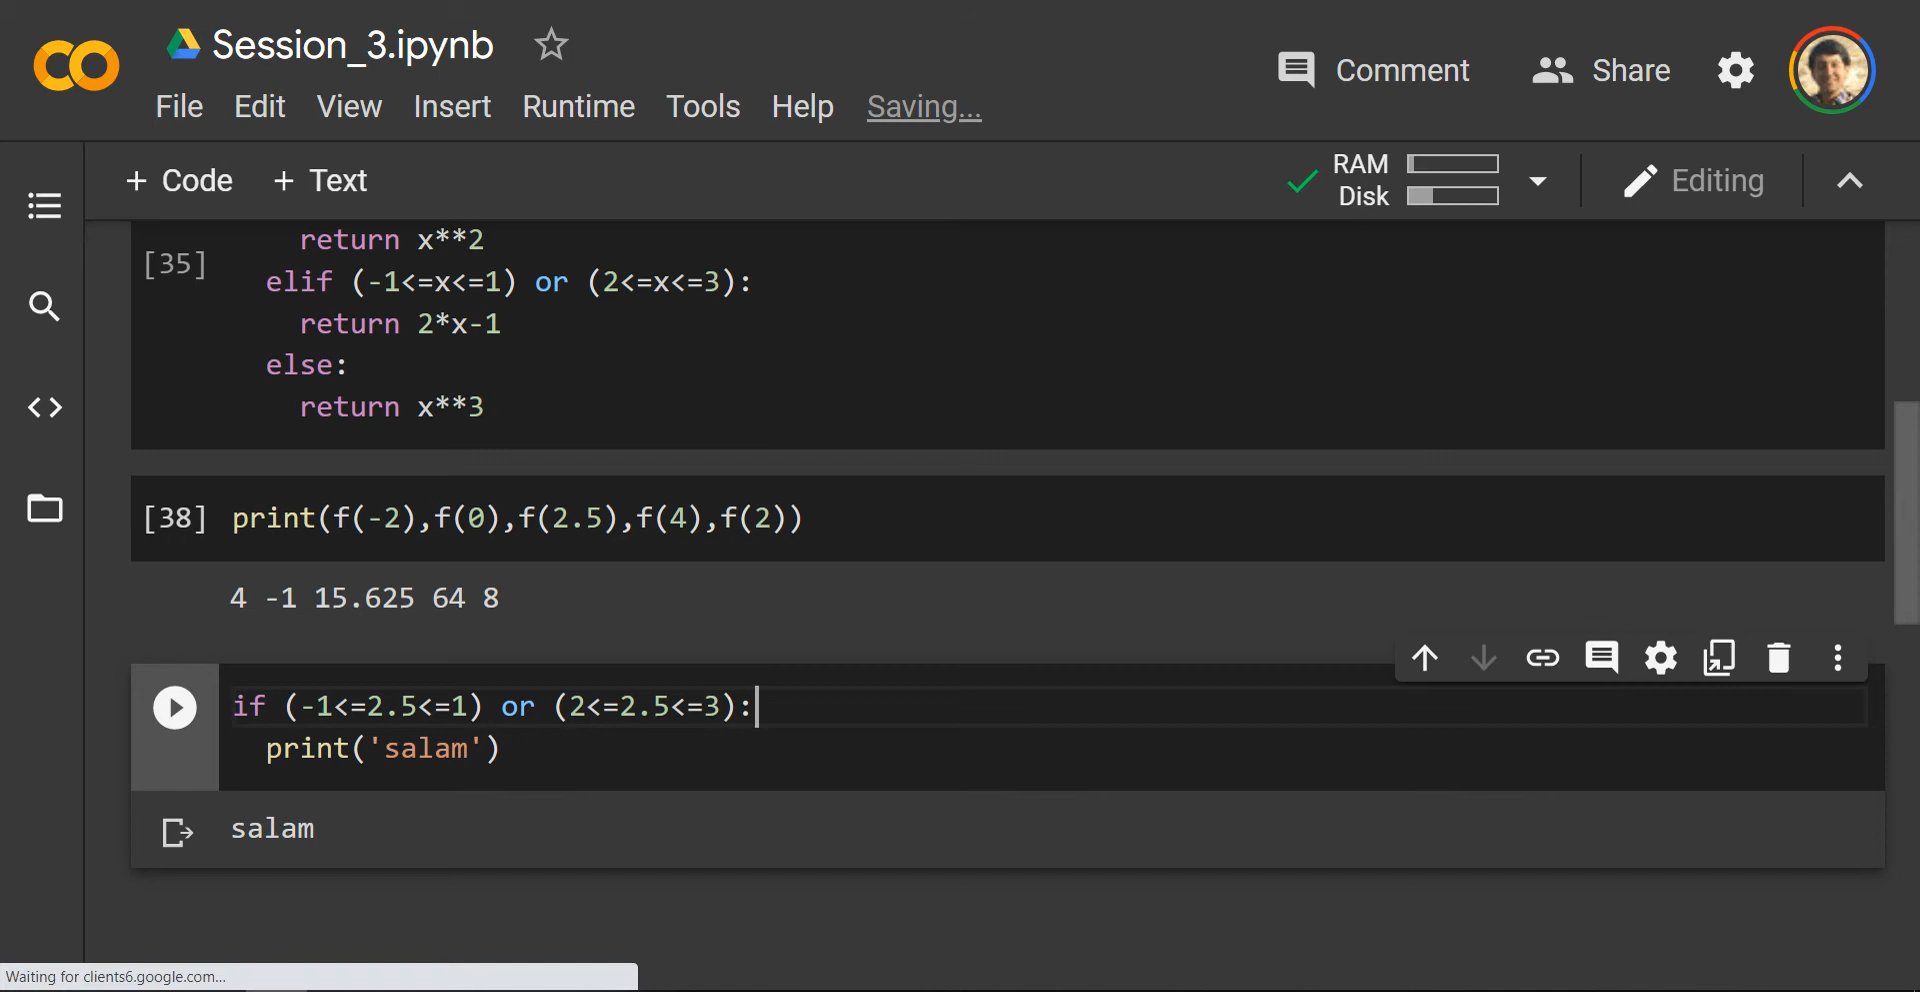 Session_3.ipynb
File Edit View Insert Runtime Tools Help Saving...
Comment Share
+ Code + Text
RAM
Disk
Editing
[35]
return x**2
elif (-1<=x<=1) or (2<=x<=3):
return 2*x-1
else:
return x**3
[38] print(f(-2),f(0),f(2.5),f(4),f(2))
4 -1 15.625 64 8
if (-1<=2.5<=1) or (2<=2.5<=3):
print('salam')
salam
Waiting for clients6.google.com...